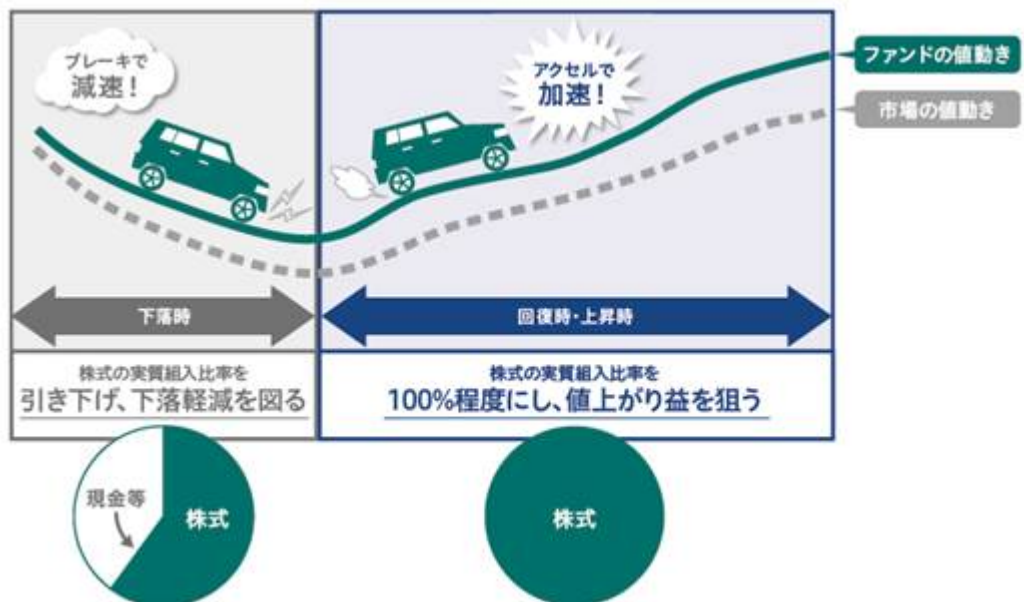 ブレーキで
減速！
アクセルで
加速！
ファンドの値動き
市場の値動き
下落時
回復時・上昇時
株式の実質組入比率を
引き下げ、下落軽減を図る
株式の実質組入比率を
100%程度にし、値上がり益を狙う
現金等
株式
株式